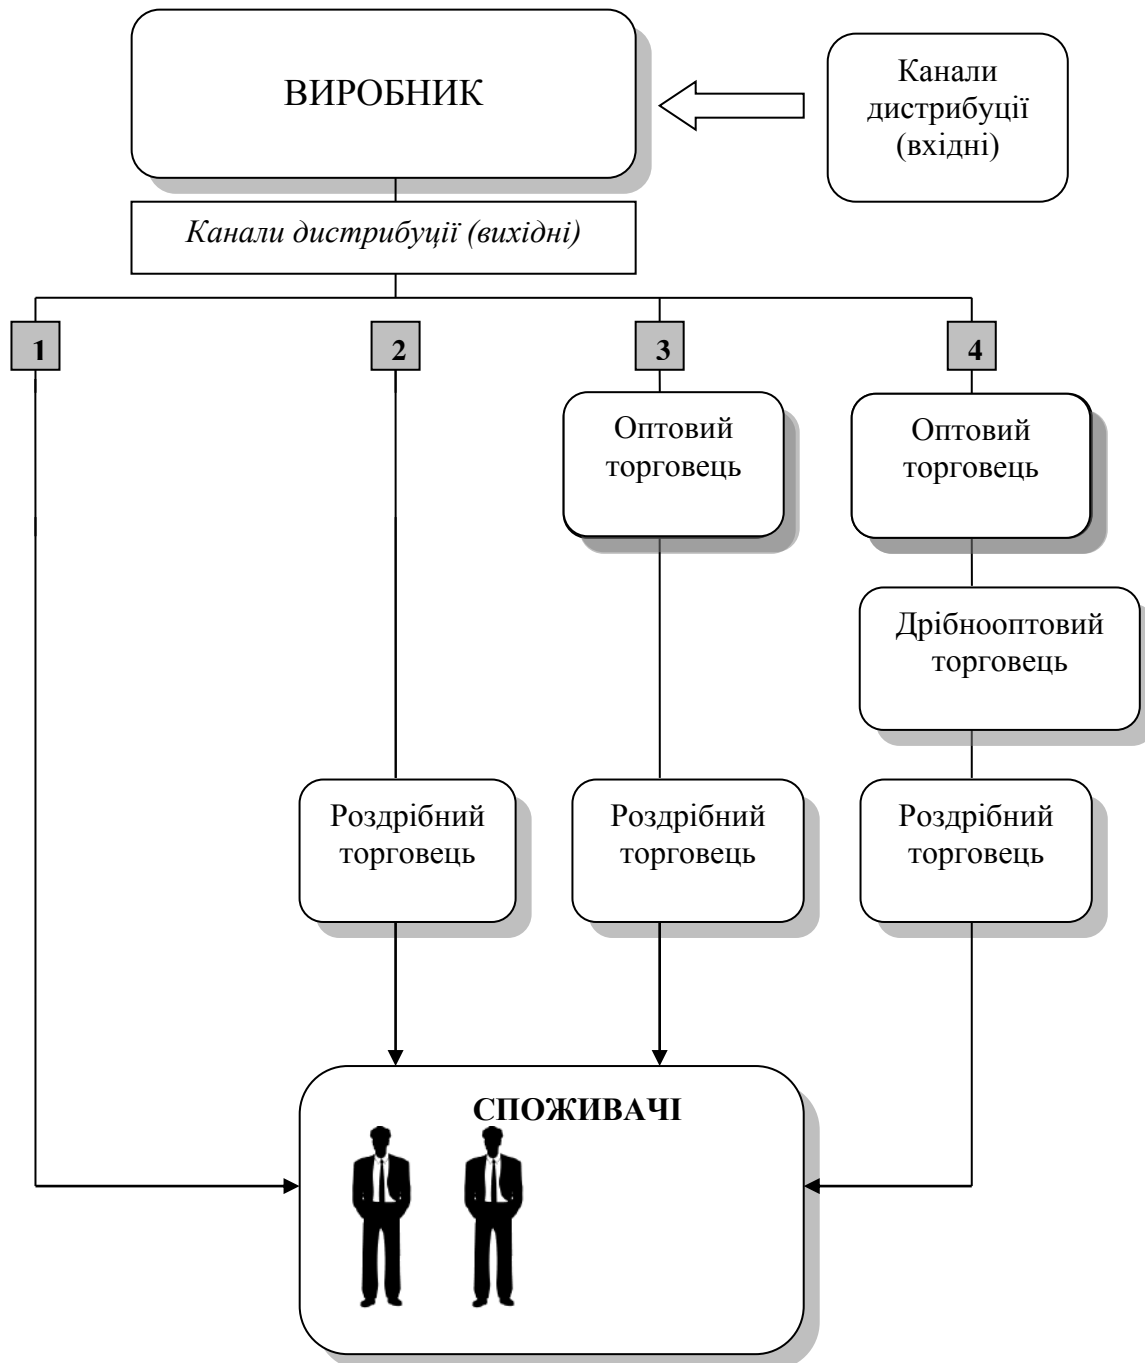 ВИРОБНИК
Канали
дистрибуції
(вхідні)
Канали дистрибуції (вихідні)
1
2
3
4
Оптовий
торговець
Оптовий
торговець
Дрібнооптовий
торговець
Роздрібний
торговець
Роздрібний
торговець
Роздрібний
торговець
СПОЖИВАЧІ